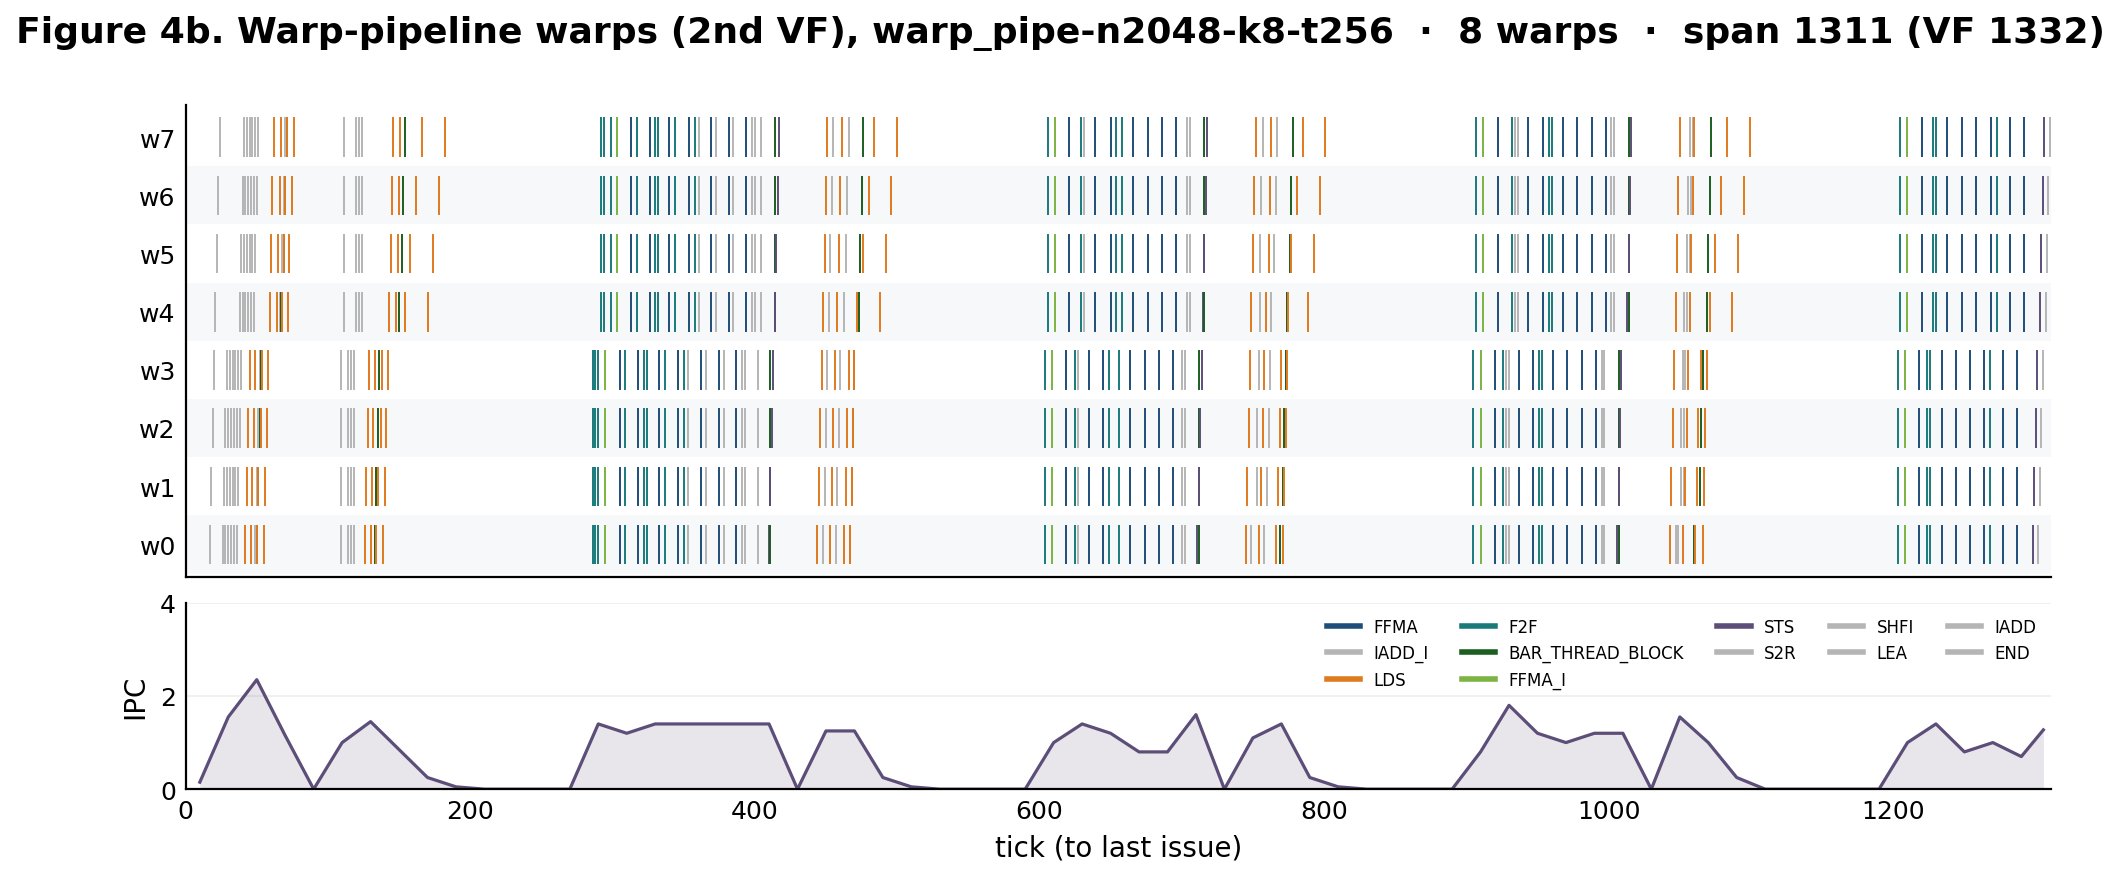 Figure 4b. Warp-pipeline warps (2nd VF), warp_pipe-n2048-k8-t256 · 8 warps · span 1311 (VF 1332)
w7
w6
w5
w4
w3
w2
w1
w0
4
2
0
IPC
FFMA F2F STS SHFI IADD
IADD_I BAR_THREAD_BLOCK S2R LEA END
LDS FFMA_I
0 200 400 600 800 1000 1200
tick (to last issue)